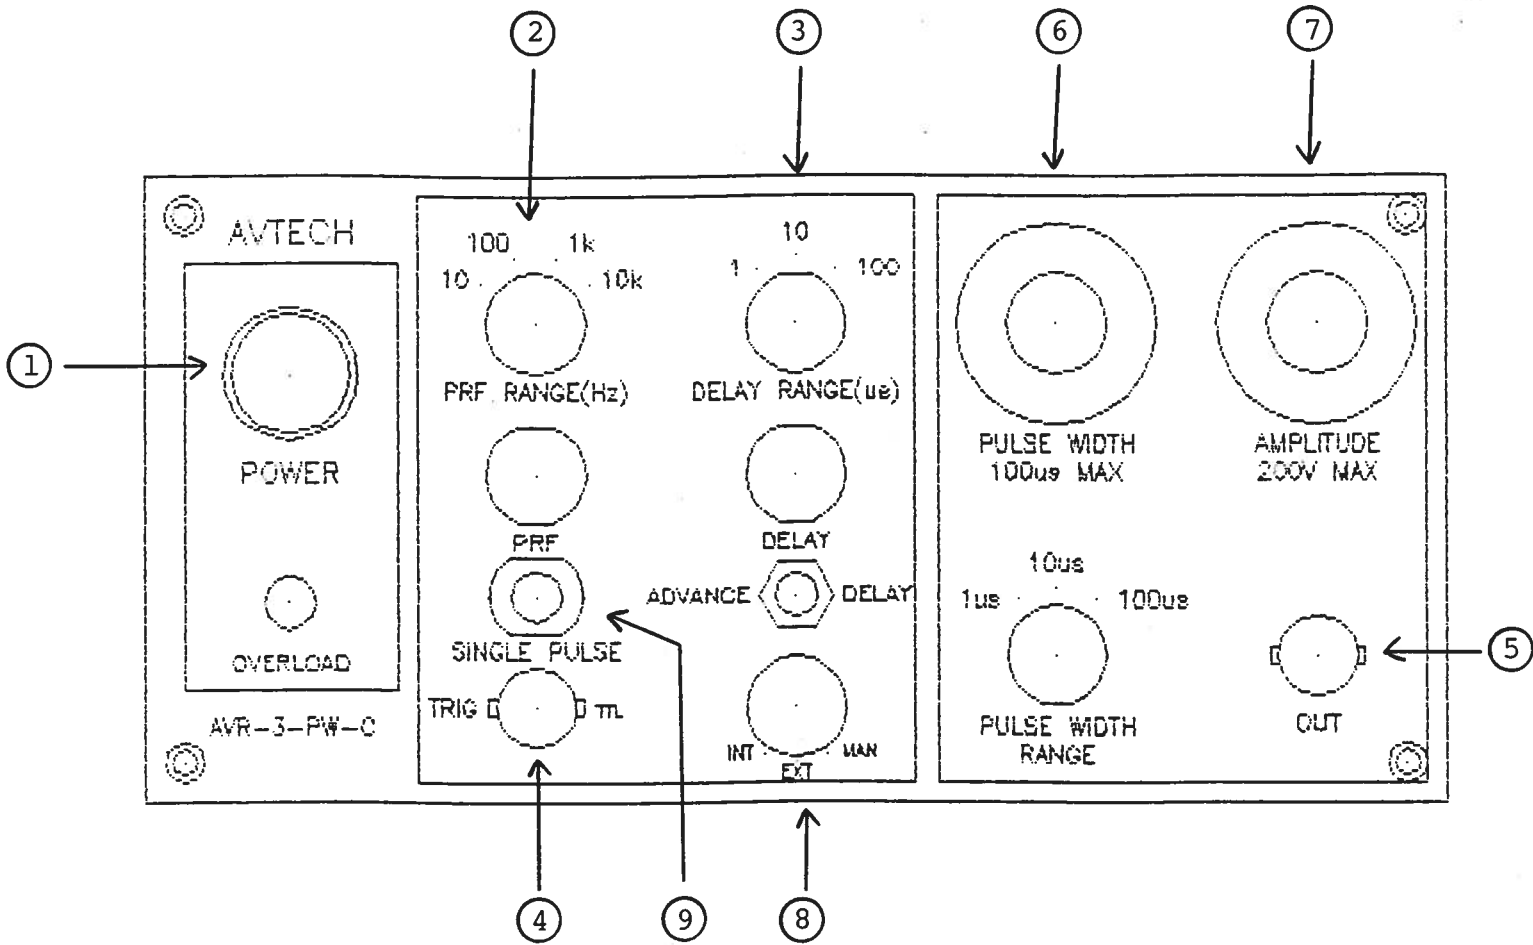 2
3
6
7
AVTECH
100
1k
10
10k
10
1
100
1
PRF RANGE(Hz)
DELAY RANGE(us)
PULSE WIDTH
100us MAX
AMPLITUDE
200V MAX
POWER
PRF
DELAY
10us
1us
100us
ADVANCE
DELAY
OVERLOAD
SINGLE PULSE
5
TRIG
AVR-3-PW-C
INT
MAN
EXT
PULSE WIDTH
RANGE
OUT
4
9
8